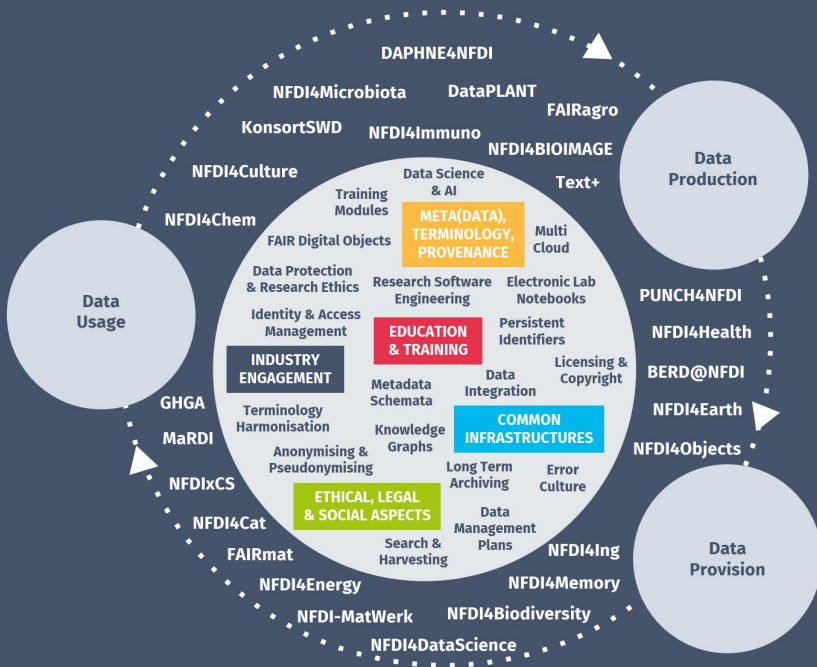 DAPHNE4NFDI
NFDI4Microbiota
DataPLANT
FAIRagro
KonsortSWD
NFDI4Immuno
NFDI4BIOIMAGE
NFDI4Culture
Text+
NFDI4Chem
Data
Production
Data
Usage
Data Science
& AI
Training
Modules
META(DATA),
TERMINOLOGY,
PROVENANCE
Multi
Cloud
FAIR Digital Objects
Data Protection
& Research Ethics
Research Software
Engineering
Electronic Lab
Notebooks
Identity & Access
Management
EDUCATION
& TRAINING
Persistent
Identifiers
INDUSTRY
ENGAGEMENT
Licensing &
Copyright
Metadata
Schemata
Data
Integration
Terminology
Harmonisation
Knowledge
Graphs
COMMON
INFRASTRUCTURES
Anonymising &
Pseudonymising
Long Term
Archiving
Error
Culture
ETHICAL, LEGAL
& SOCIAL ASPECTS
Data
Management
Plans
Search &
Harvesting
PUNCH4NFDI
NFDI4Health
BERD@NFDI
NFDI4Earth
NFDI4Objects
Data
Provision
GHGA
MaRDI
NFDIxCS
NFDI4Cat
FAIRmat
NFDI4Energy
NFDI-MatWerk
NFDI4DataScience
NFDI4Biodiversity
NFDI4Memory
NFDI4Ing